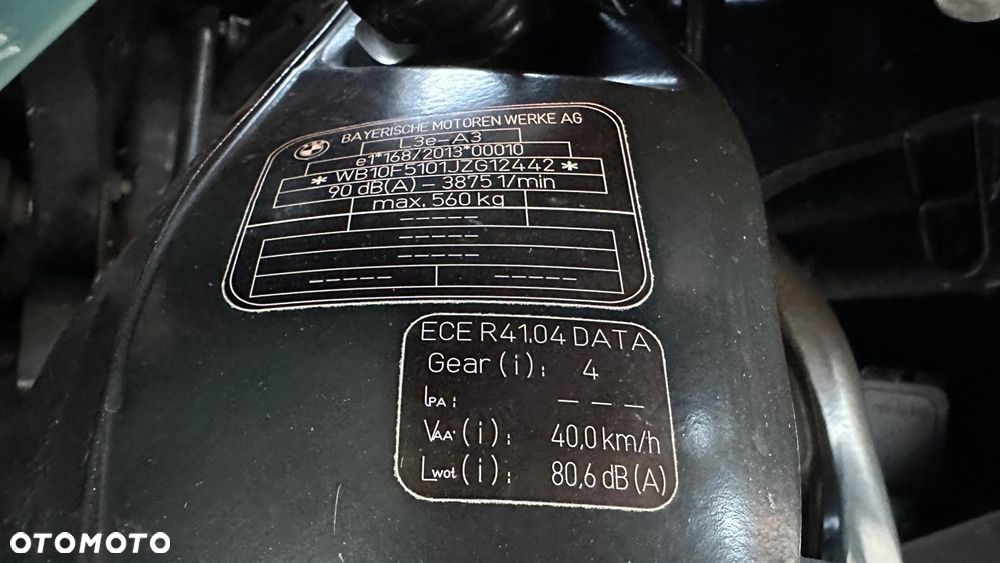 BAYERISCHE MOTOREN WERKE AG
L3e-A3
e1*168/2013*00010
*WB10F5101JZG12442*
90 dB(A) - 3875 1/min
max. 560 kg
-----
-----
-----
----- -----
ECE R41.04 DATA
Gear (i): 4
LPA: ---
VAA' (i): 40,0 km/h
Lwot (i): 80,6 dB (A)
OTOMOTO